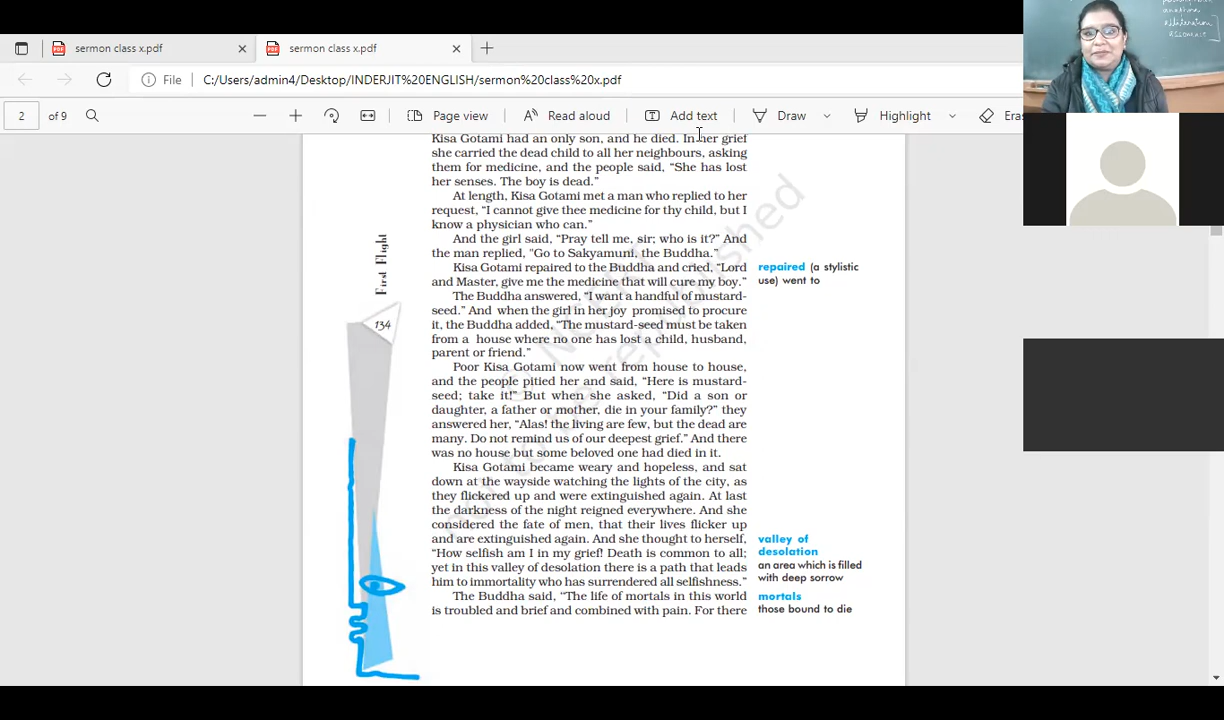 sermon class x.pdf
sermon class x.pdf
File
C:/Users/admin4/Desktop/INDERJIT%20ENGLISH/sermon%20class%20x.pdf
2 of 9
Page view
Read aloud
Add text
Draw
Highlight
Eras
obliteration
Kisa Gotami had an only son, and he died. In her grief
she carried the dead child to all her neighbours, asking
them for medicine, and the people said, “She has lost
her senses. The boy is dead.”
At length, Kisa Gotami met a man who replied to her
request, “I cannot give thee medicine for thy child, but I
know a physician who can.”
And the girl said, “Pray tell me, sir; who is it?” And
the man replied, “Go to Sakyamuni, the Buddha.”
Kisa Gotami repaired to the Buddha and cried, “Lord
and Master, give me the medicine that will cure my boy.”
The Buddha answered, “I want a handful of mustard-
seed.” And when the girl in her joy promised to procure
it, the Buddha added, “The mustard-seed must be taken
from a house where no one has lost a child, husband,
parent or friend.”
Poor Kisa Gotami now went from house to house,
and the people pitied her and said, “Here is mustard-
seed; take it!” But when she asked, “Did a son or
daughter, a father or mother, die in your family?” they
answered her, “Alas! the living are few, but the dead are
many. Do not remind us of our deepest grief.” And there
was no house but some beloved one had died in it.
Kisa Gotami became weary and hopeless, and sat
down at the wayside watching the lights of the city, as
they flickered up and were extinguished again. At last
the darkness of the night reigned everywhere. And she
considered the fate of men, that their lives flicker up
and are extinguished again. And she thought to herself,
“How selfish am I in my grief! Death is common to all;
yet in this valley of desolation there is a path that leads
him to immortality who has surrendered all selfishness.”
The Buddha said, “The life of mortals in this world
is troubled and brief and combined with pain. For there
First Flight
134
repaired (a stylistic
use) went to
valley of
desolation
an area which is filled
with deep sorrow
mortals
those bound to die